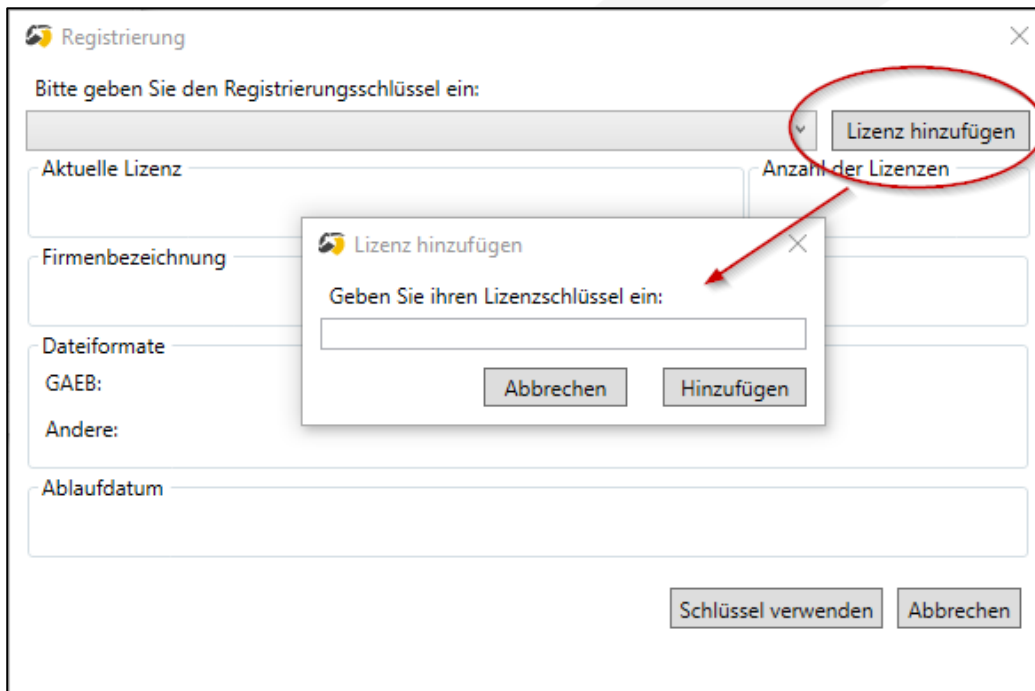 Registrierung
Bitte geben Sie den Registrierungsschlüssel ein:
Lizenz hinzufügen
Aktuelle Lizenz
Anzahl der Lizenzen
Lizenz hinzufügen
Geben Sie ihren Lizenzschlüssel ein:
Abbrechen
Hinzufügen
Firmenbezeichnung
Dateiformate
GAEB:
Andere:
Ablaufdatum
Schlüssel verwenden
Abbrechen